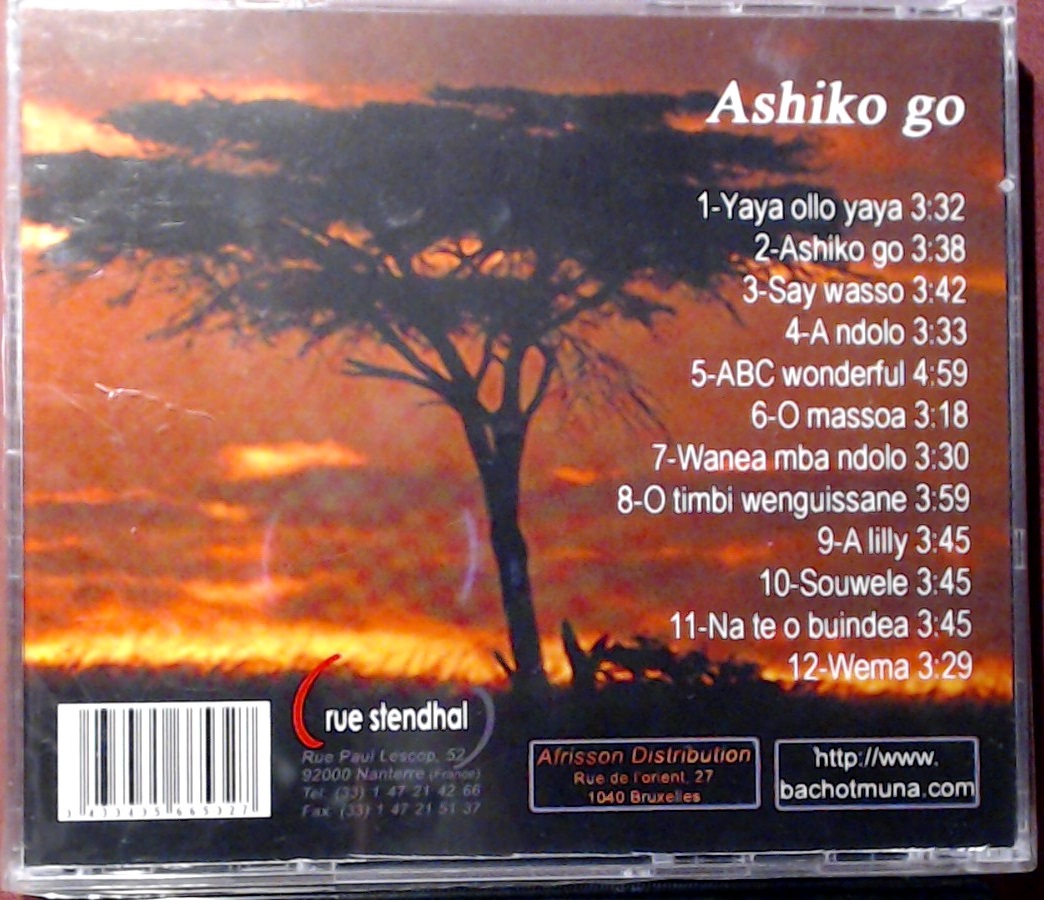 Ashiko go
1-Yaya ollo yaya 3:32
2-Ashiko go 3:38
3-Say wasso 3:42
4-A ndolo 3:33
5-ABC wonderful 4:59
6-O massoa 3:18
7-Wanea mba ndolo 3:30
8-O timbi wenguissane 3:59
9-A lilly 3:45
10-Souwele 3:45
11-Na te o buindea 3:45
12-Wema 3:29
rue stendhal
Rue Paul Lescop, 52
92000 Nanterre (France)
Tel: (33) 1 47 21 42 66
Fax: (33) 1 47 21 51 37
Afrisson Distribution
Rue de l'orient, 27
1040 Bruxelles
http://www.
bachotmuna.com